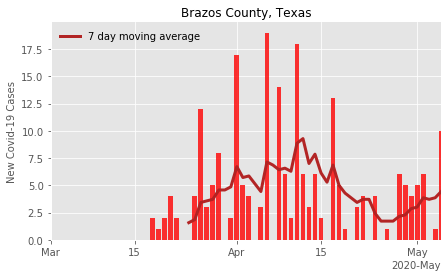 Brazos County, Texas
7 day moving average
New Covid-19 Cases
17.5
15.0
12.5
10.0
7.5
5.0
2.5
0.0
Mar 15 Apr 15 May
2020-May